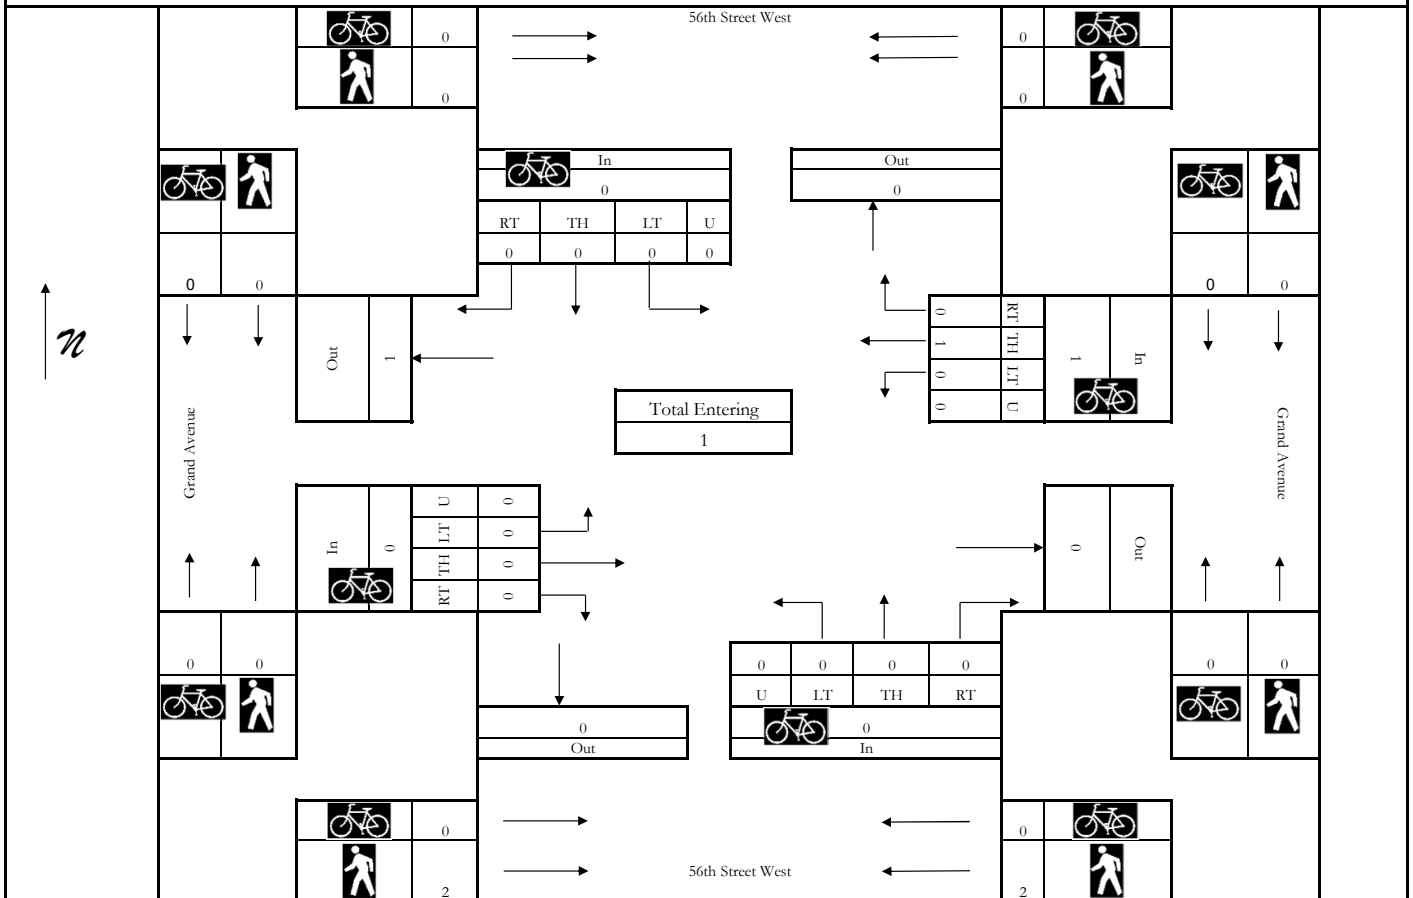 56th Street West
0 0
0 0
In Out
0 0
RT TH LT U
0 0 0 0
0 0 0 0
n
Out 1
0 RT
1 TH
0 LT
0 U
1 In
Total Entering
1
Grand Avenue
Grand Avenue
In 0
U 0
LT 0
TH 0
RT 0
0 Out
0 0 0 0 0 0 0 0
U LT TH RT
0 0
Out In
0 0
56th Street West
2 2